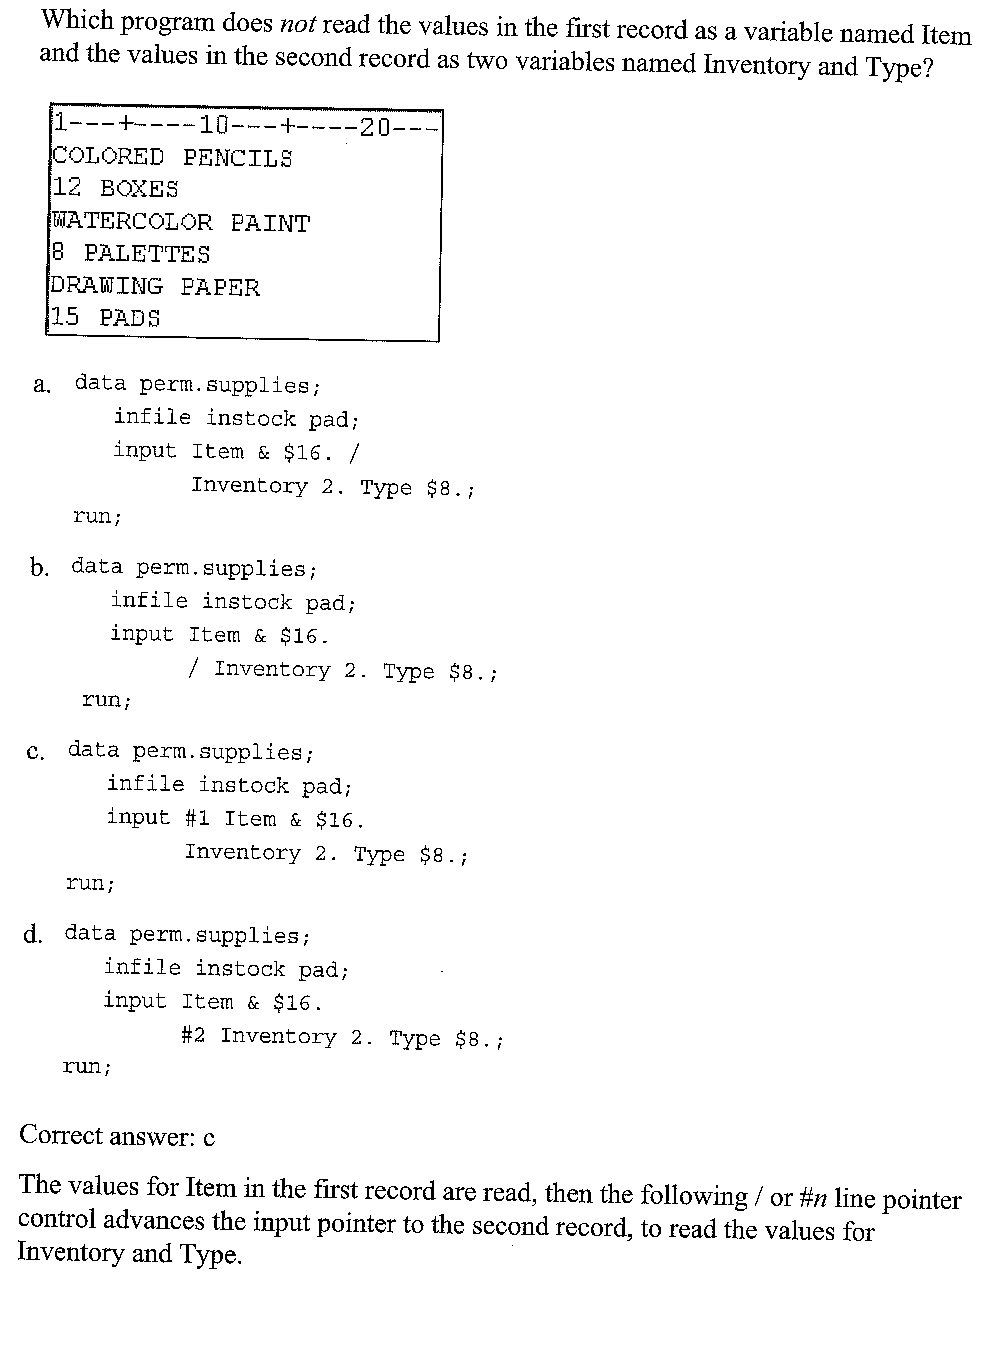 Which program does not read the values in the first record as a variable named Item
and the values in the second record as two variables named Inventory and Type?
1---+----10---+----20---
COLORED PENCILS
12 BOXES
WATERCOLOR PAINT
8 PALETTES
DRAWING PAPER
15 PADS
a. data perm.supplies;
infile instock pad;
input Item & $16. /
Inventory 2. Type $8.;
run;
b. data perm.supplies;
infile instock pad;
input Item & $16.
/ Inventory 2. Type $8.;
run;
c. data perm.supplies;
infile instock pad;
input #1 Item & $16.
Inventory 2. Type $8.;
run;
d. data perm.supplies;
infile instock pad;
input Item & $16.
#2 Inventory 2. Type $8.;
run;
Correct answer: c
The values for Item in the first record are read, then the following / or #n line pointer
control advances the input pointer to the second record, to read the values for
Inventory and Type.